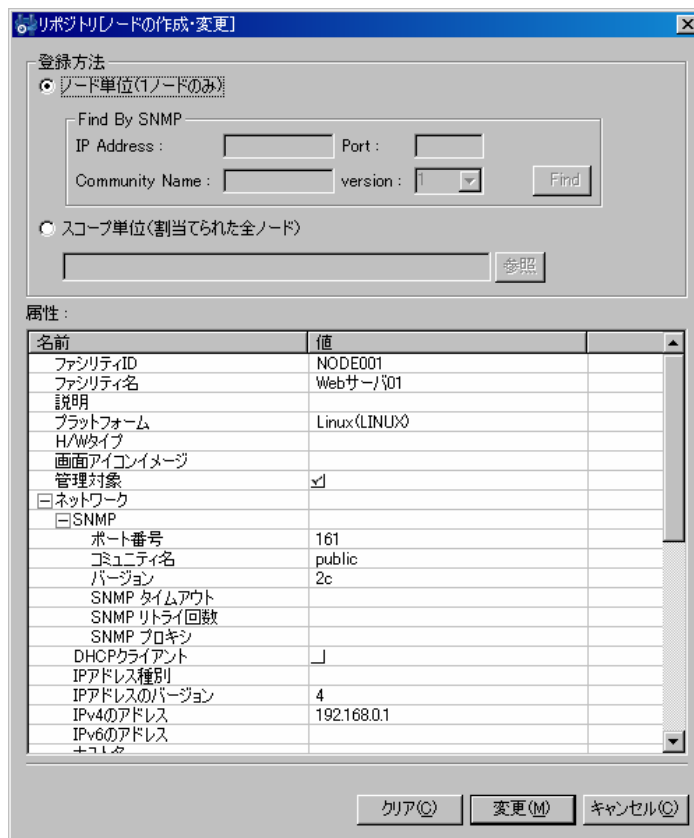 リポジトリ[ノードの作成・変更]
登録方法
ノード単位(1ノードのみ)
Find By SNMP
IP Address : Port :
Community Name : version : 1 Find
スコープ単位(割当てられた全ノード)
参照
属性 :
名前 値
ファシリティID NODE001
ファシリティ名 Webサーバ01
説明
プラットフォーム Linux(LINUX)
H/Wタイプ
画面アイコンイメージ
管理対象
ネットワーク
SNMP
ポート番号 161
コミュニティ名 public
バージョン 2c
SNMP タイムアウト
SNMP リトライ回数
SNMP プロキシ
DHCPクライアント
IPアドレス種別
IPアドレスのバージョン 4
IPv4のアドレス 192.168.0.1
IPv6のアドレス
クリア(C) 変更(M) キャンセル(C)